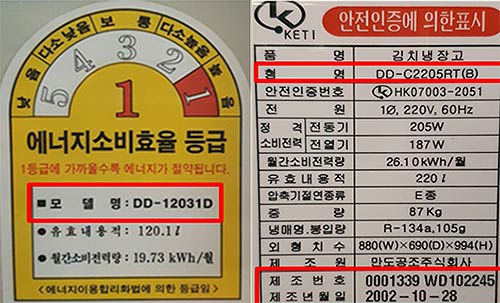 낮음 다소낮음 보통 다소높음 높음
5 4 3 2 1
1
에너지소비효율 등급
1등급에 가까울수록 에너지가 절약됩니다.
■ 모 델 명: DD-12031D
● 유효내용적: 120.1ℓ
● 월간소비전력량: 19.73 kWh/월
<에너지이용합리화법에 의한 등급임>
KETI 안전인증에 의한표시
품 명 김치냉장고
형 명 DD-C2205RT(B)
안전인증번호 HK07003-2051
전 원 1Ø, 220V, 60Hz
정 격 전동기 205W
소비전력 전열기 187W
월간소비전력량 26.10kWh/월
유효내용적 220ℓ
압축기절연종류 E종
중 량 87Kg
냉매명.봉입량 R-134a,105g
외형치수 880(W)×690(D)×994(H)
제 조 원 만도공조주식회사
제조번호 0001339 WD102245
제조년월일 0002-10-28